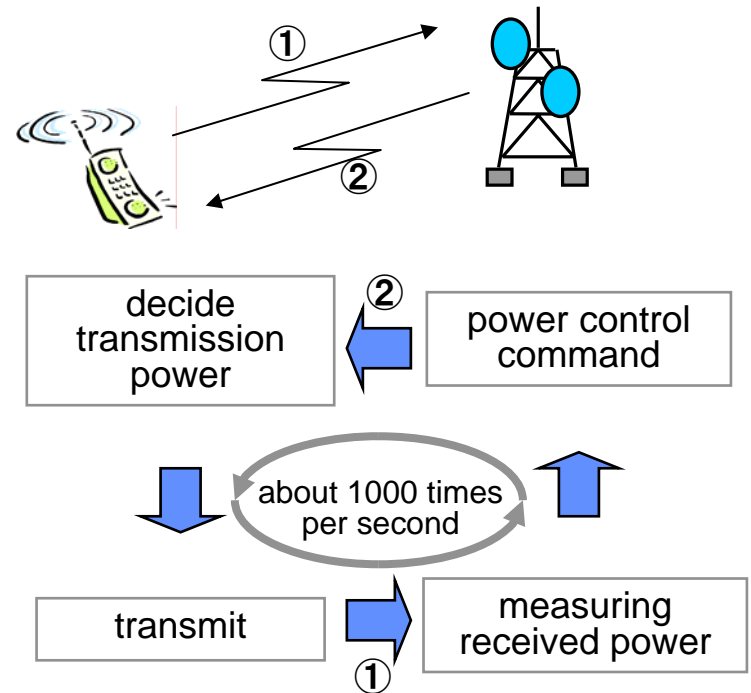 ①
②
decide
transmission
power
②
power control
command
about 1000 times
per second
transmit
①
measuring
received power